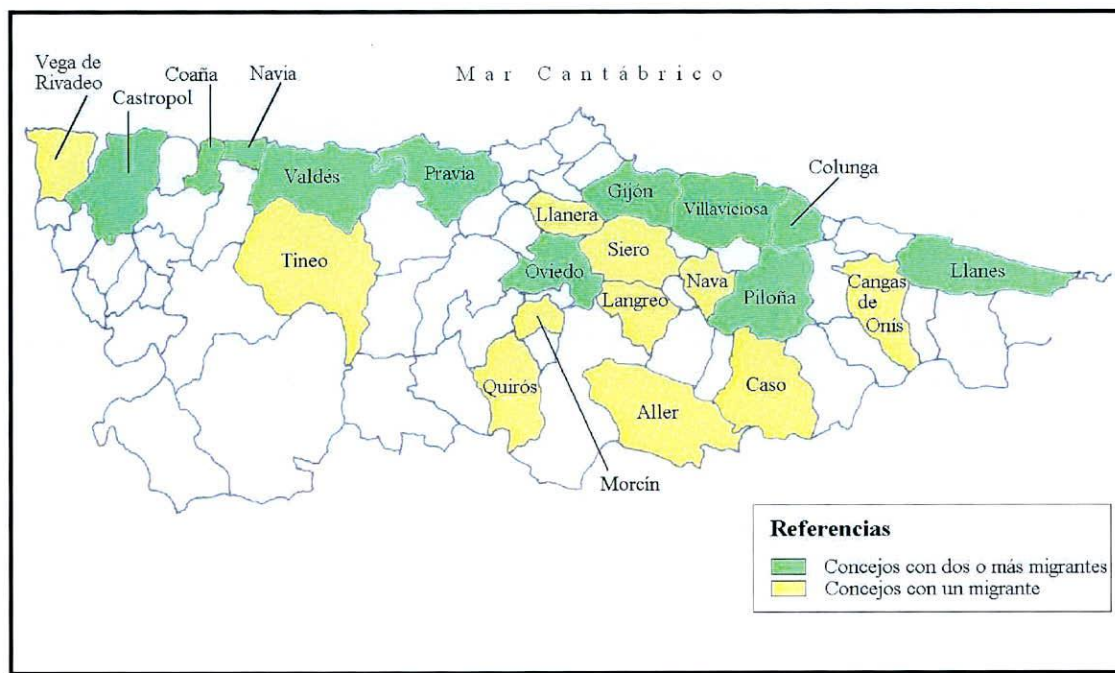 Vega de
Rivadeo
Castropol
Coaña
Navia
Mar Cantábrico
Valdés
Pravia
Gijón
Villaviciosa
Colunga
Llanera
Tineo
Siero
Oviedo
Nava
Llanes
Langreo
Piloña
Cangas
de
Onís
Quirós
Caso
Aller
Morcín
Referencias
Concejos con dos o más migrantes
Concejos con un migrante